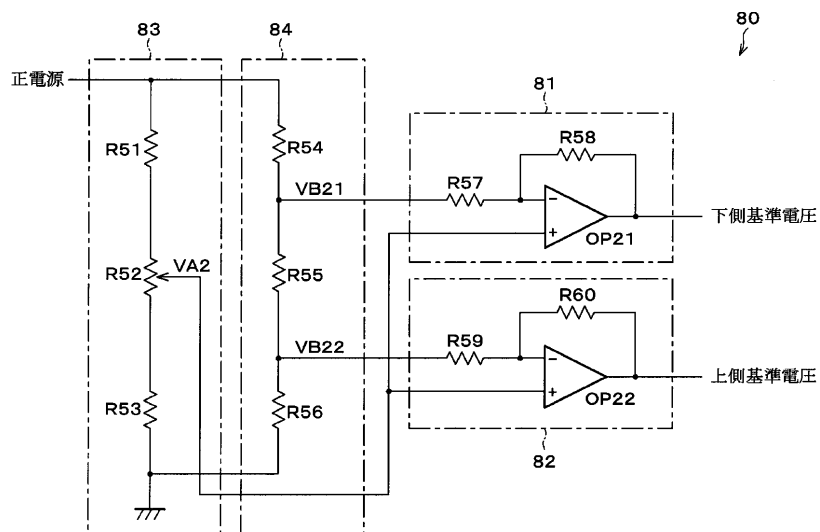 83
84
80
正電源
81
R51
R54
R58
R57
VB21
下側基準電圧
OP21
R52
VA2
R55
R60
R59
VB22
上側基準電圧
OP22
R53
R56
82